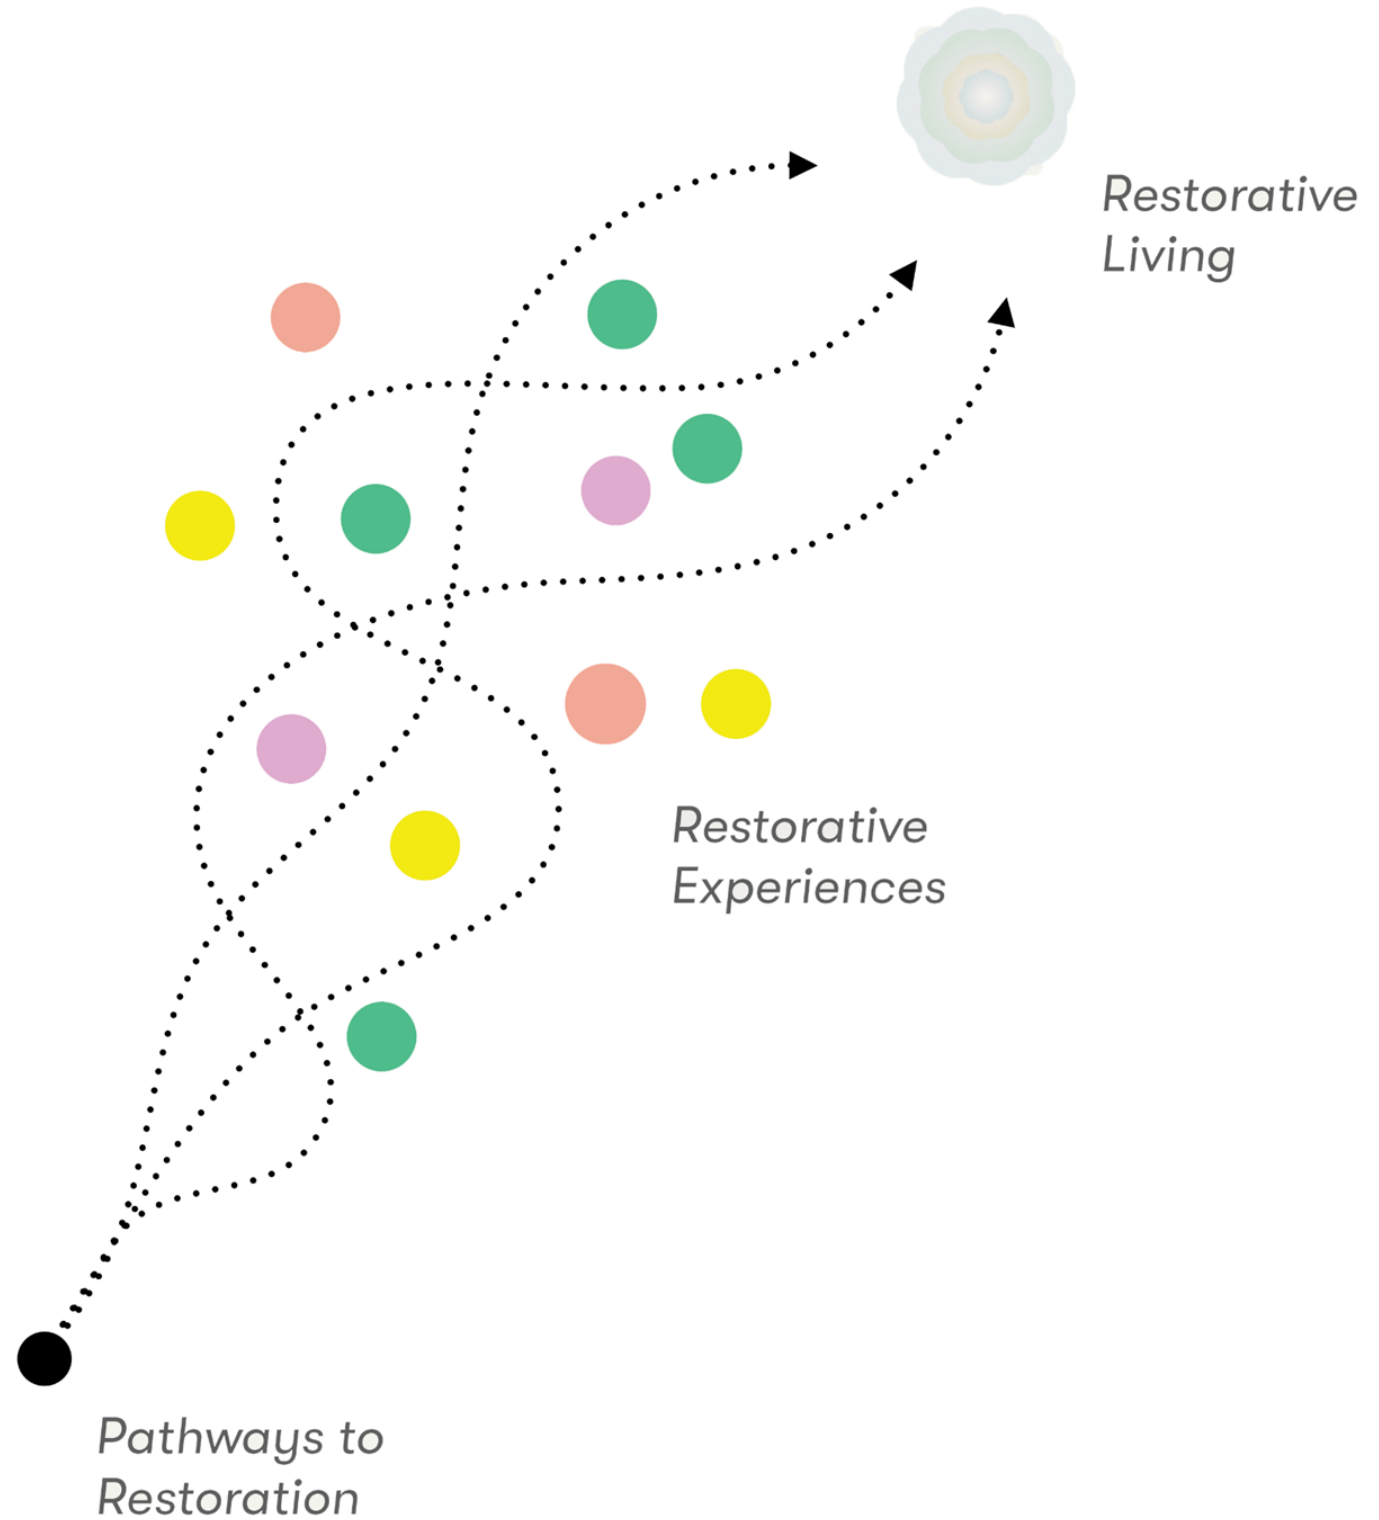 Restorative
Living
Restorative
Experiences
Pathways to
Restoration